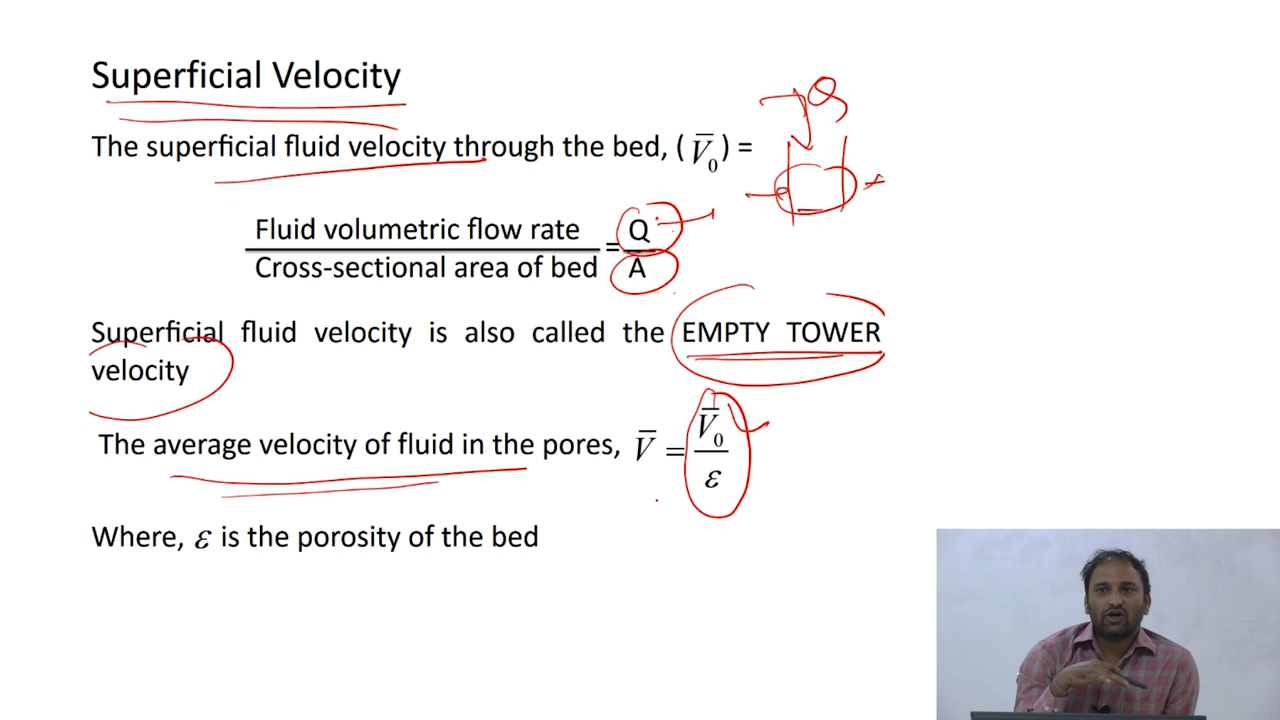 Superficial Velocity
The superficial fluid velocity through the bed, ( V̅₀ ) =
Q
Fluid volumetric flow rate
Cross-sectional area of bed
= Q / A
Superficial fluid velocity is also called the EMPTY TOWER
velocity
The average velocity of fluid in the pores, V̅ = V̅₀ / ε
Where, ε is the porosity of the bed